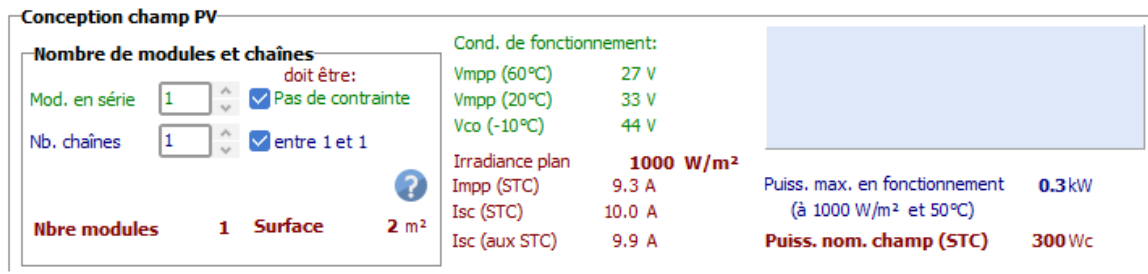 Conception champ PV
Nombre de modules et chaînes
doit être:
Mod. en série 1 Pas de contrainte
Nb. chaînes 1 entre 1 et 1
?
Nbre modules 1 Surface 2 m²
Cond. de fonctionnement:
Vmpp (60°C) 27 V
Vmpp (20°C) 33 V
Vco (-10°C) 44 V
Irradiance plan 1000 W/m²
Impp (STC) 9.3 A
Isc (STC) 10.0 A
Isc (aux STC) 9.9 A
Puiss. max. en fonctionnement 0.3 kW
(à 1000 W/m² et 50°C)
Puiss. nom. champ (STC) 300 Wc